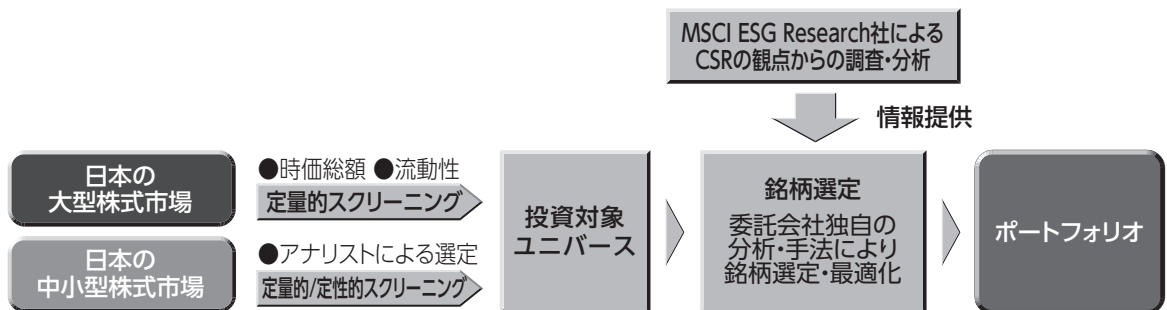 MSCI ESG Research社による
CSRの観点からの調査・分析
情報提供
日本の
大型株式市場
●時価総額 ●流動性
定量的スクリーニング
日本の
中小型株式市場
●アナリストによる選定
定量的/定性的スクリーニング
投資対象
ユニバース
銘柄選定
委託会社独自の
分析・手法により
銘柄選定・最適化
ポートフォリオ